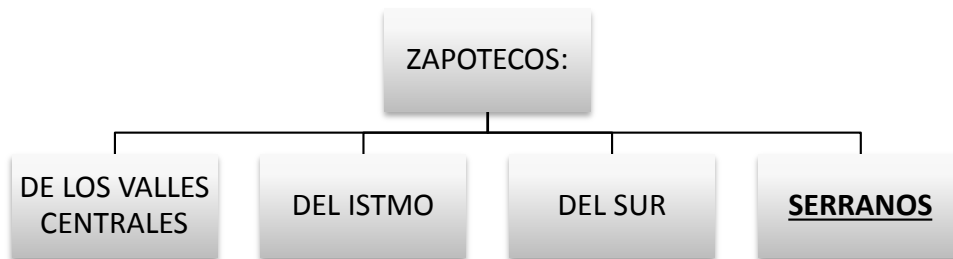 ZAPOTECOS:
DE LOS VALLES
CENTRALES
DEL ISTMO
DEL SUR
SERRANOS